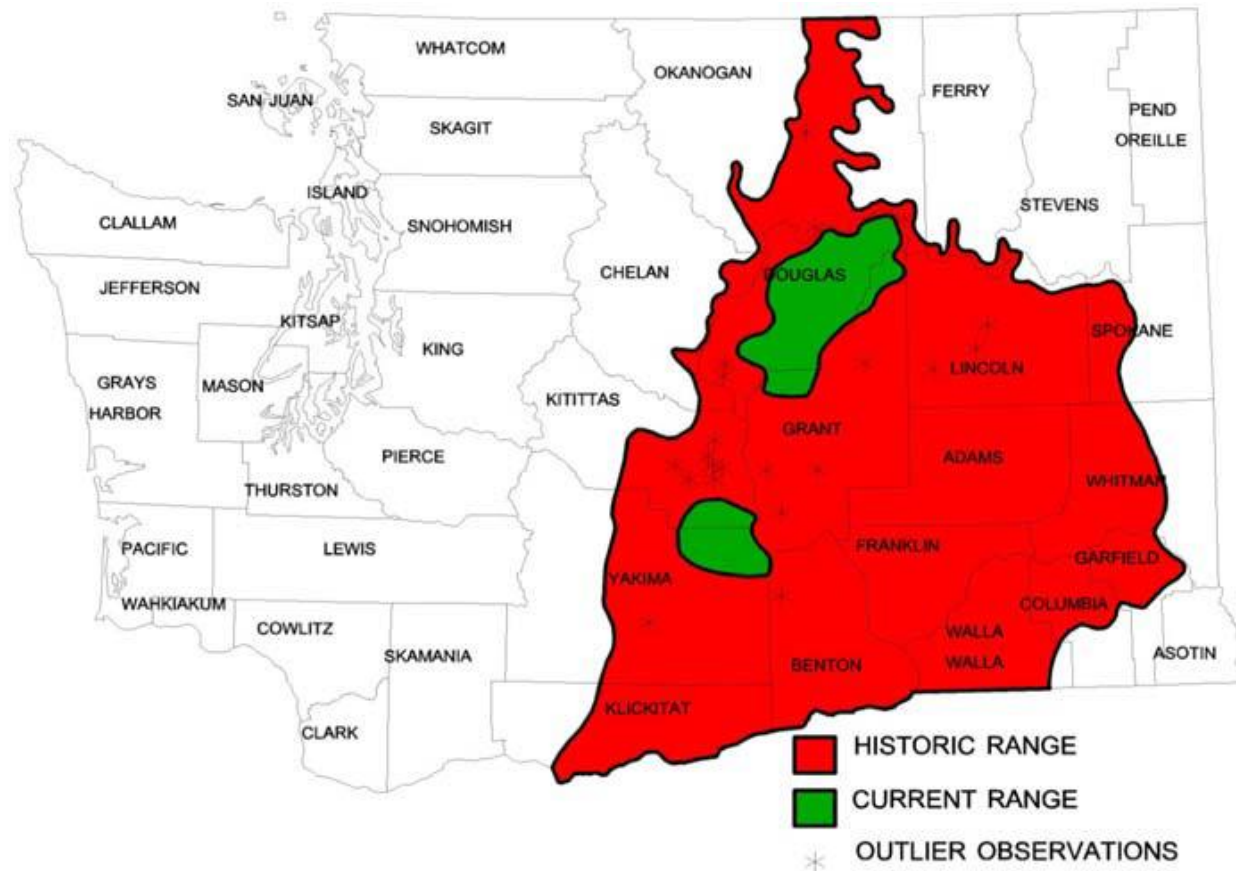 WHATCOM
OKANOGAN
FERRY
PEND
OREILLE
SAN JUAN
SKAGIT
ISLAND
STEVENS
CLALLAM
SNOHOMISH
CHELAN
DOUGLAS
JEFFERSON
KITSAP
KING
SPOKANE
GRAYS
HARBOR
MASON
KITITTAS
LINCOLN
GRANT
PIERCE
ADAMS
THURSTON
WHITMAN
PACIFIC
LEWIS
FRANKLIN
GARFIELD
YAKIMA
WAHKIAKUM
COLUMBIA
COWLITZ
WALLA
WALLA
SKAMANIA
BENTON
ASOTIN
KLICKITAT
CLARK
HISTORIC RANGE
CURRENT RANGE
OUTLIER OBSERVATIONS